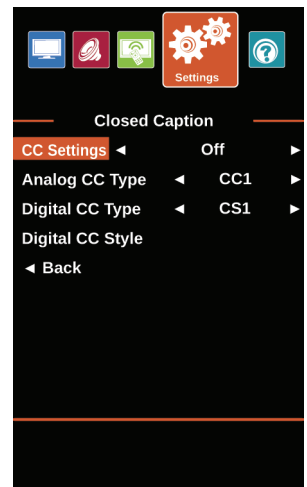 Settings
Closed Caption
CC Settings ◄ Off ►
Analog CC Type ◄ CC1 ►
Digital CC Type ◄ CS1 ►
Digital CC Style
◄ Back